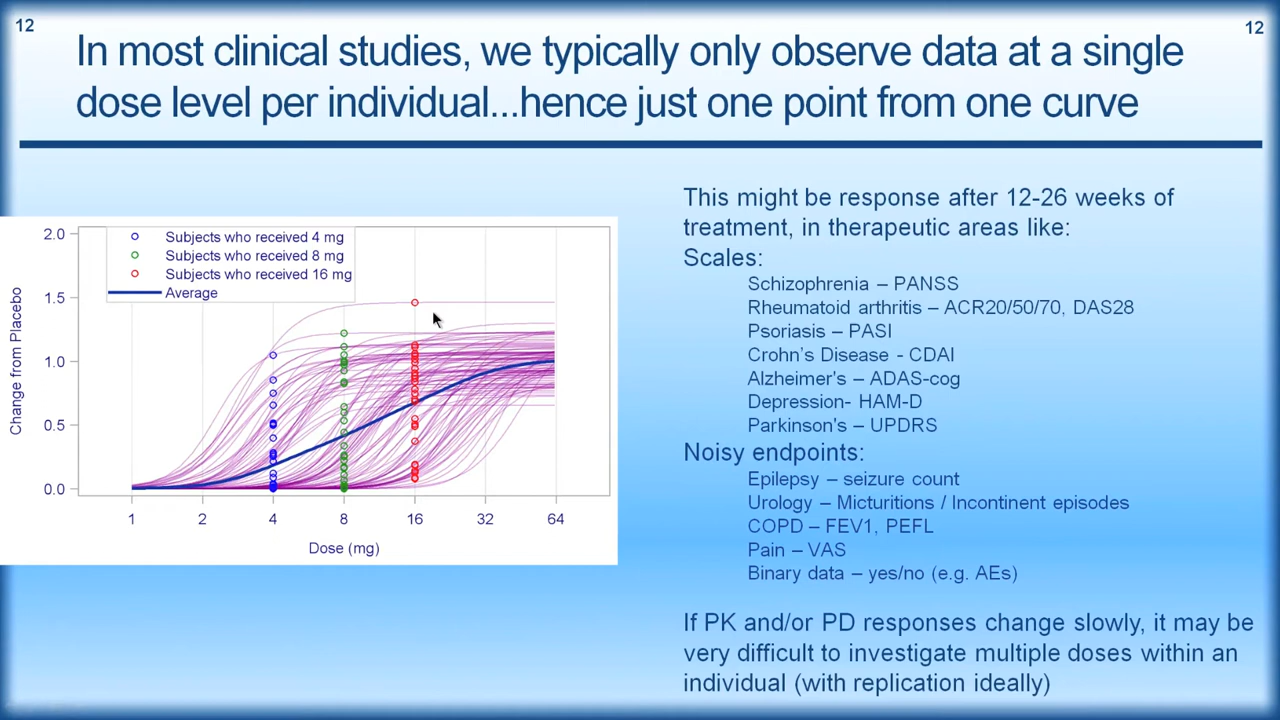 12
12
In most clinical studies, we typically only observe data at a single
dose level per individual...hence just one point from one curve
2.0
1.5
1.0
0.5
0.0
Change from Placebo
Subjects who received 4 mg
Subjects who received 8 mg
Subjects who received 16 mg
Average
1 2 4 8 16 32 64
Dose (mg)
This might be response after 12-26 weeks of
treatment, in therapeutic areas like:
Scales:
Schizophrenia – PANSS
Rheumatoid arthritis – ACR20/50/70, DAS28
Psoriasis – PASI
Crohn's Disease - CDAI
Alzheimer's – ADAS-cog
Depression- HAM-D
Parkinson's – UPDRS
Noisy endpoints:
Epilepsy – seizure count
Urology – Micturitions / Incontinent episodes
COPD – FEV1, PEFL
Pain – VAS
Binary data – yes/no (e.g. AEs)
If PK and/or PD responses change slowly, it may be
very difficult to investigate multiple doses within an
individual (with replication ideally)